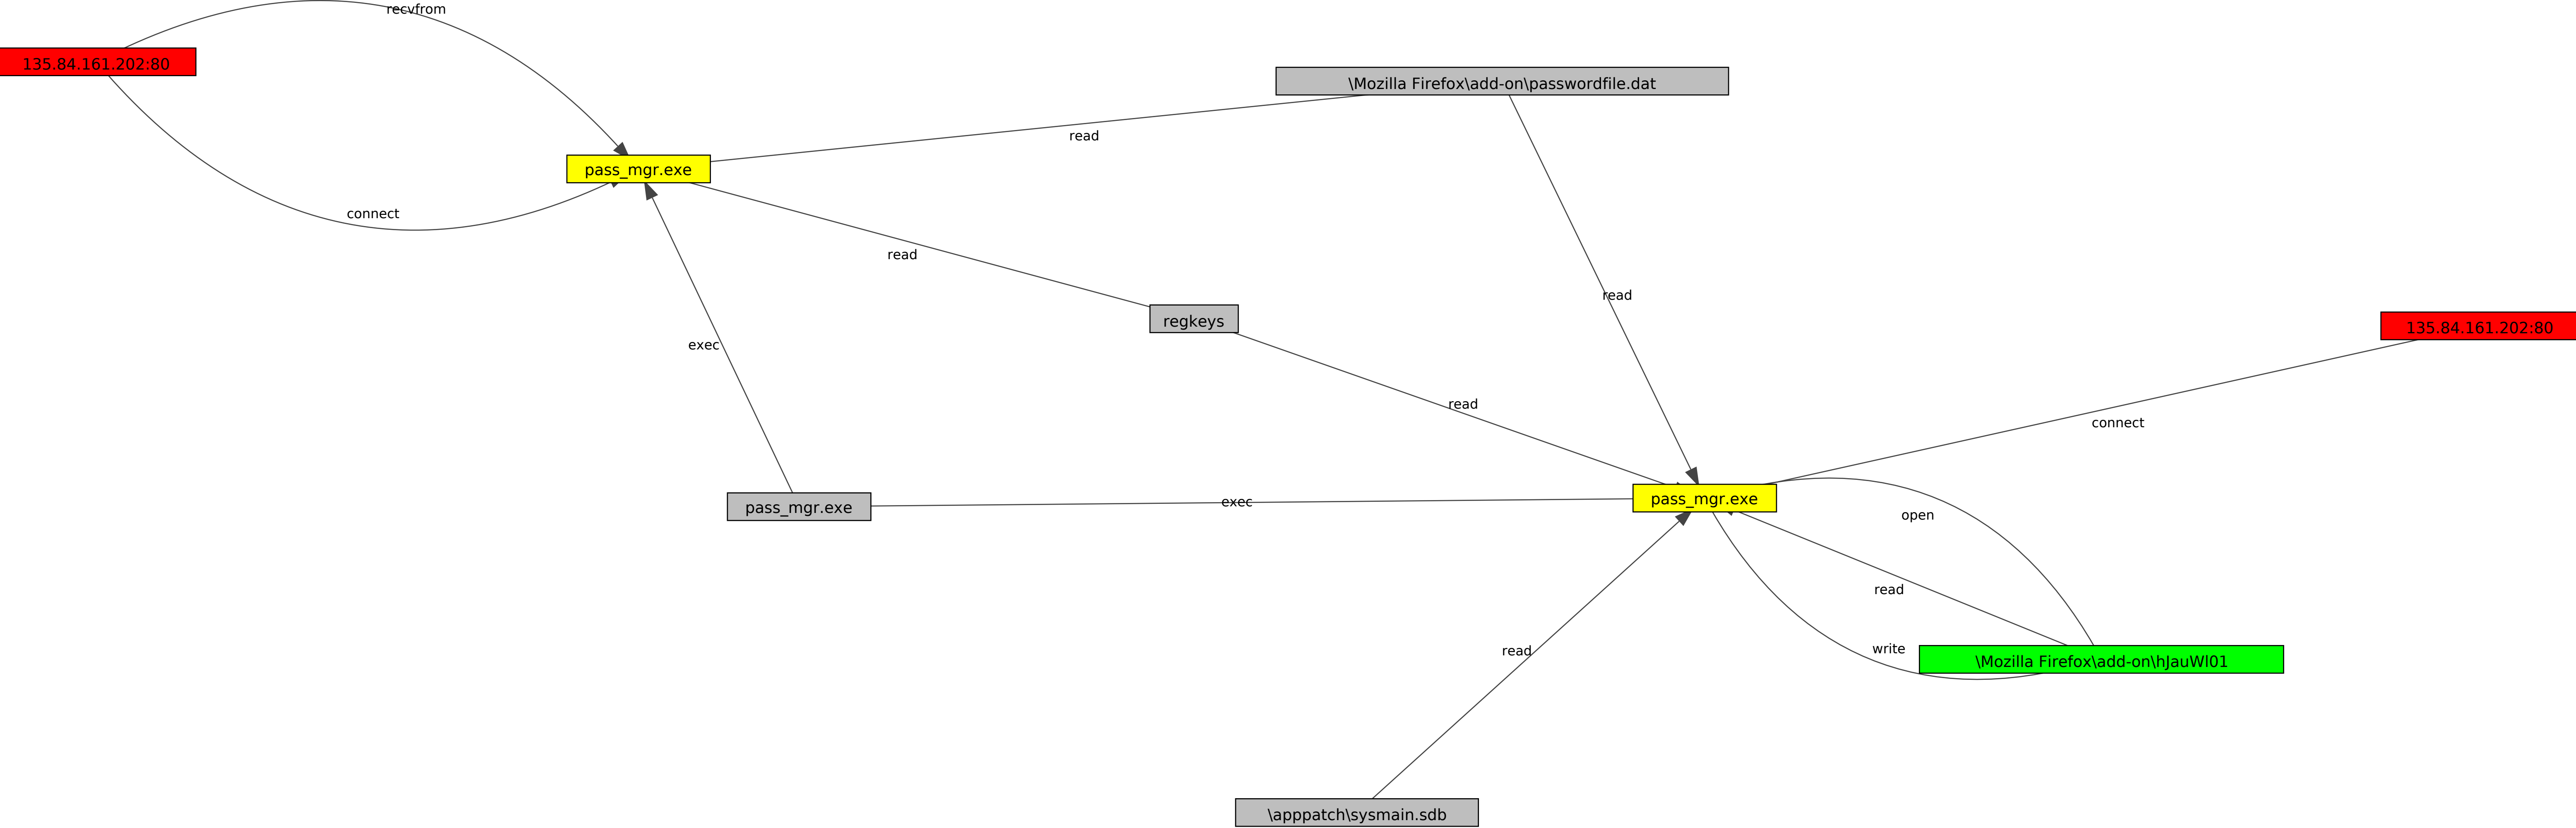 recvfrom
135.84.161.202:80
\Mozilla Firefox\add-on\passwordfile.dat
read
pass_mgr.exe
connect
read
read
regkeys
135.84.161.202:80
exec
read
connect
pass_mgr.exe
exec
pass_mgr.exe
open
read
write
read
\Mozilla Firefox\add-on\hJauWI01
\apppatch\sysmain.sdb